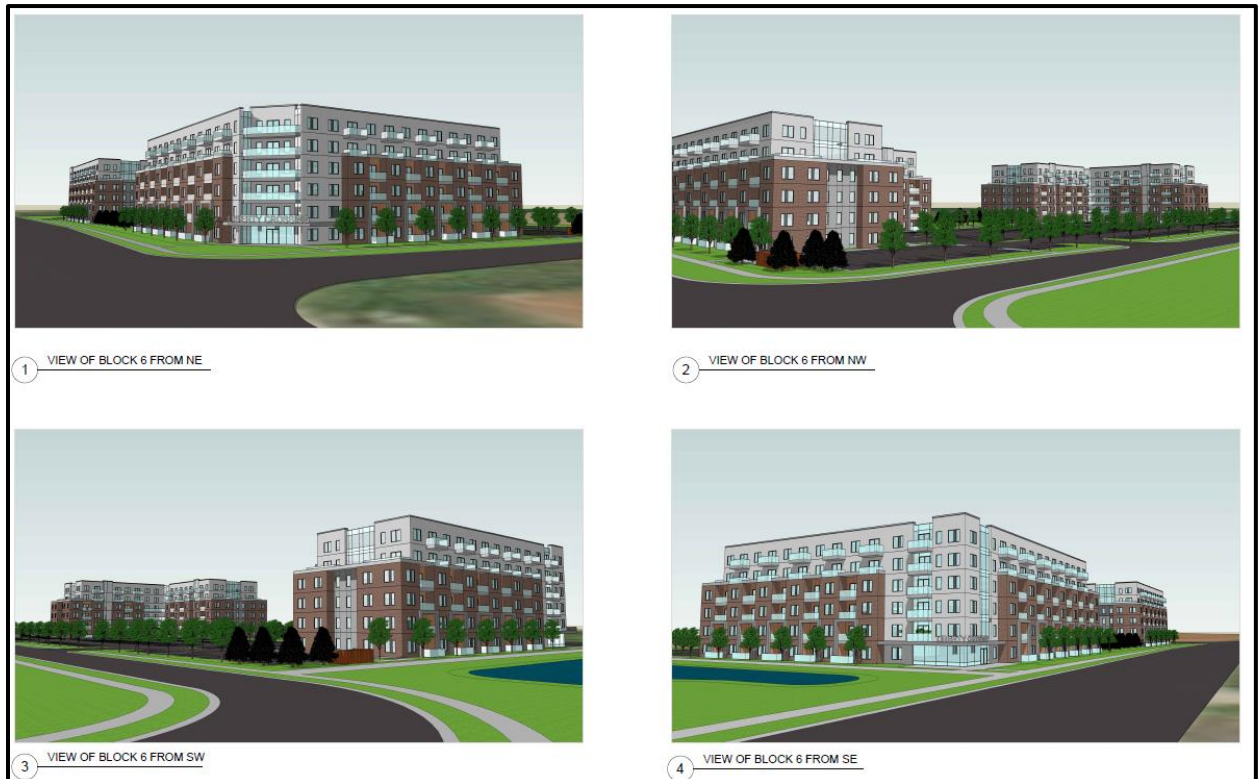 VIEW OF BLOCK 6 FROM NE
1
VIEW OF BLOCK 6 FROM NW
2
VIEW OF BLOCK 6 FROM SW
3
VIEW OF BLOCK 6 FROM SE
4